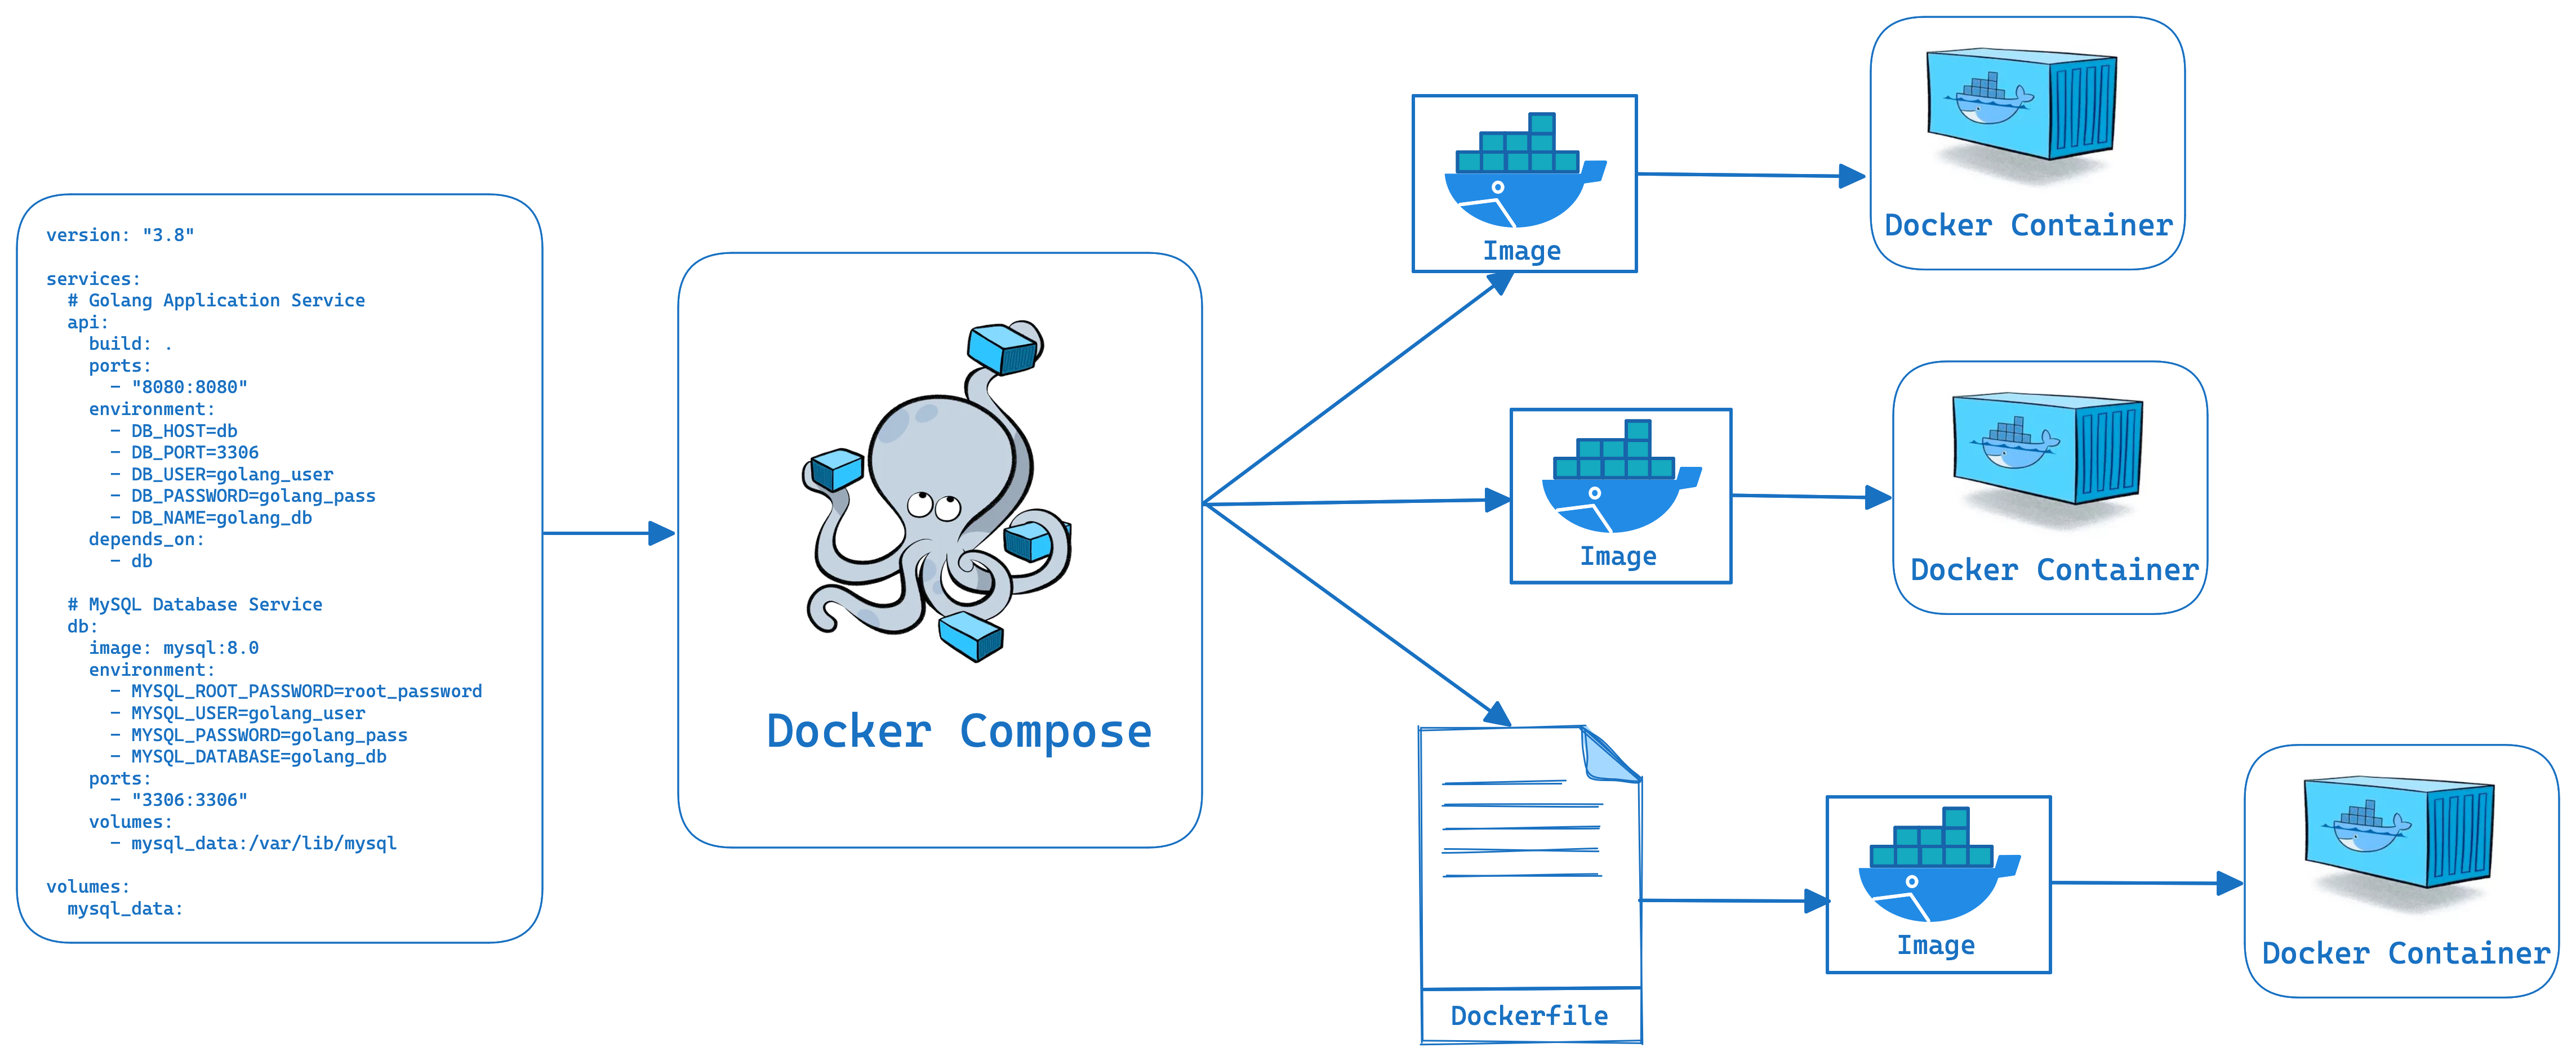 version: "3.8"
services:
  # Golang Application Service
  api:
    build: .
    ports:
      - "8080:8080"
    environment:
      - DB_HOST=db
      - DB_PORT=3306
      - DB_USER=golang_user
      - DB_PASSWORD=golang_pass
      - DB_NAME=golang_db
    depends_on:
      - db
  # MySQL Database Service
  db:
    image: mysql:8.0
    environment:
      - MYSQL_ROOT_PASSWORD=root_password
      - MYSQL_USER=golang_user
      - MYSQL_PASSWORD=golang_pass
      - MYSQL_DATABASE=golang_db
    ports:
      - "3306:3306"
    volumes:
      - mysql_data:/var/lib/mysql
volumes:
  mysql_data:
Docker Compose
Image
Docker Container
Image
Docker Container
Dockerfile
Image
Docker Container